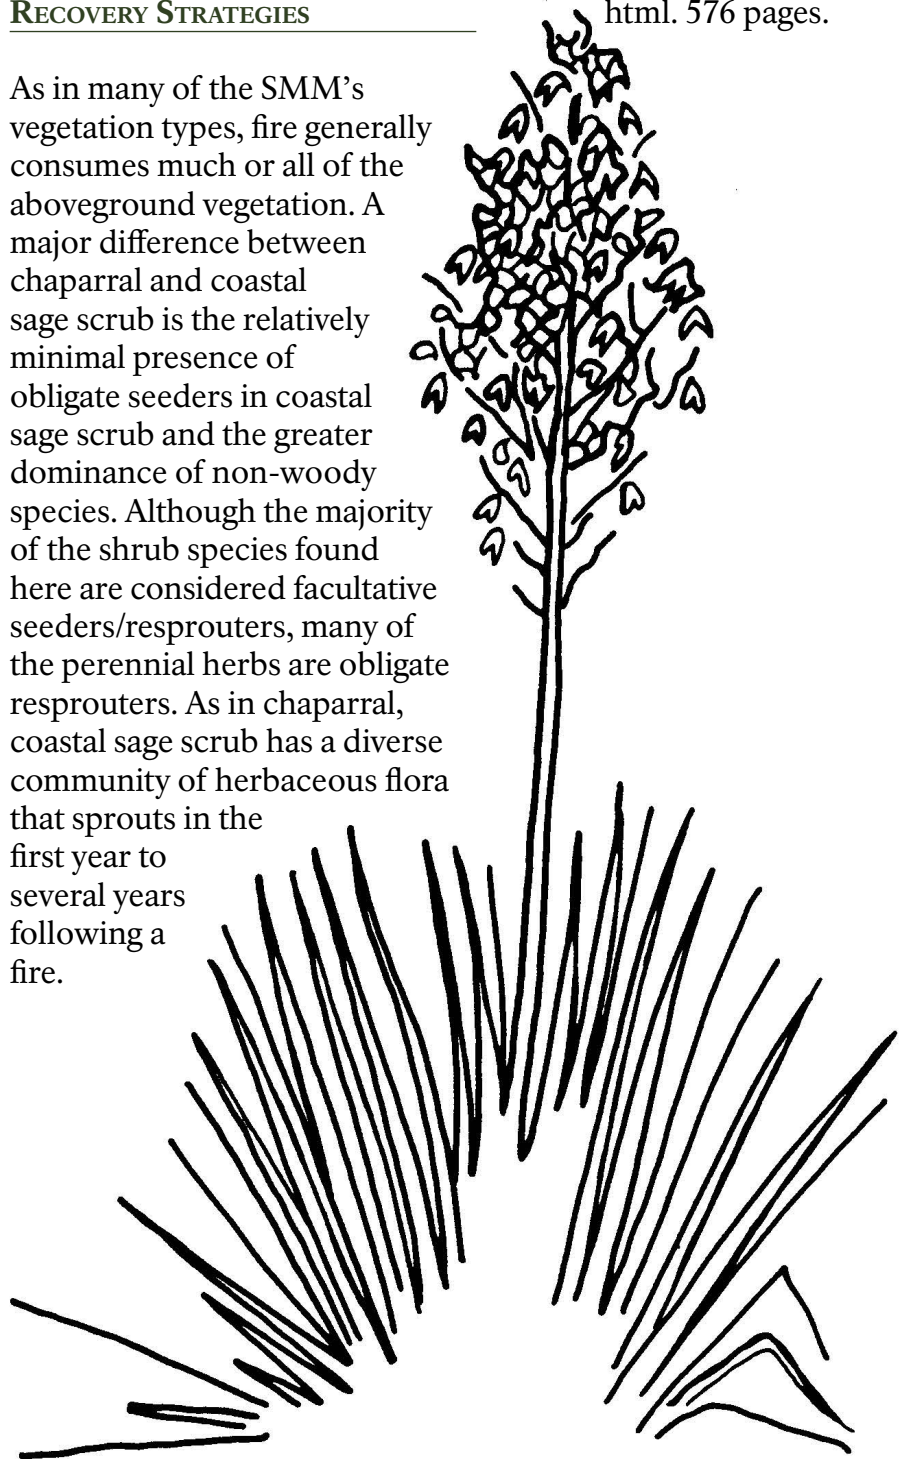 Recovery Strategies
html. 576 pages.
As in many of the SMM's
vegetation types, fire generally
consumes much or all of the
aboveground vegetation. A
major difference between
chaparral and coastal
sage scrub is the relatively
minimal presence of
obligate seeders in coastal
sage scrub and the greater
dominance of non-woody
species. Although the majority
of the shrub species found
here are considered facultative
seeders/resprouters, many of
the perennial herbs are obligate
resprouters. As in chaparral,
coastal sage scrub has a diverse
community of herbaceous flora
that sprouts in the
first year to
several years
following a
fire.